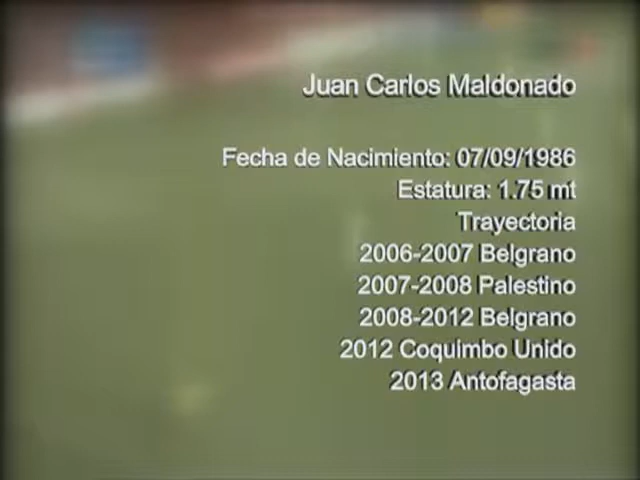 Juan Carlos Maldonado
Fecha de Nacimiento: 07/09/1986
Estatura: 1.75 mt
Trayectoria
2006-2007 Belgrano
2007-2008 Palestino
2008-2012 Belgrano
2012 Coquimbo Unido
2013 Antofagasta